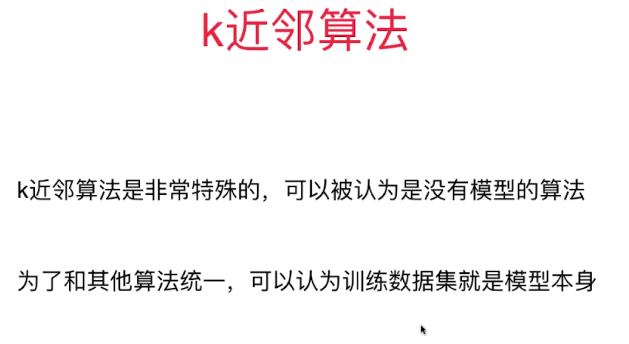 k近邻算法
k近邻算法是非常特殊的，可以被认为是没有模型的算法
为了和其他算法统一，可以认为训练数据集就是模型本身